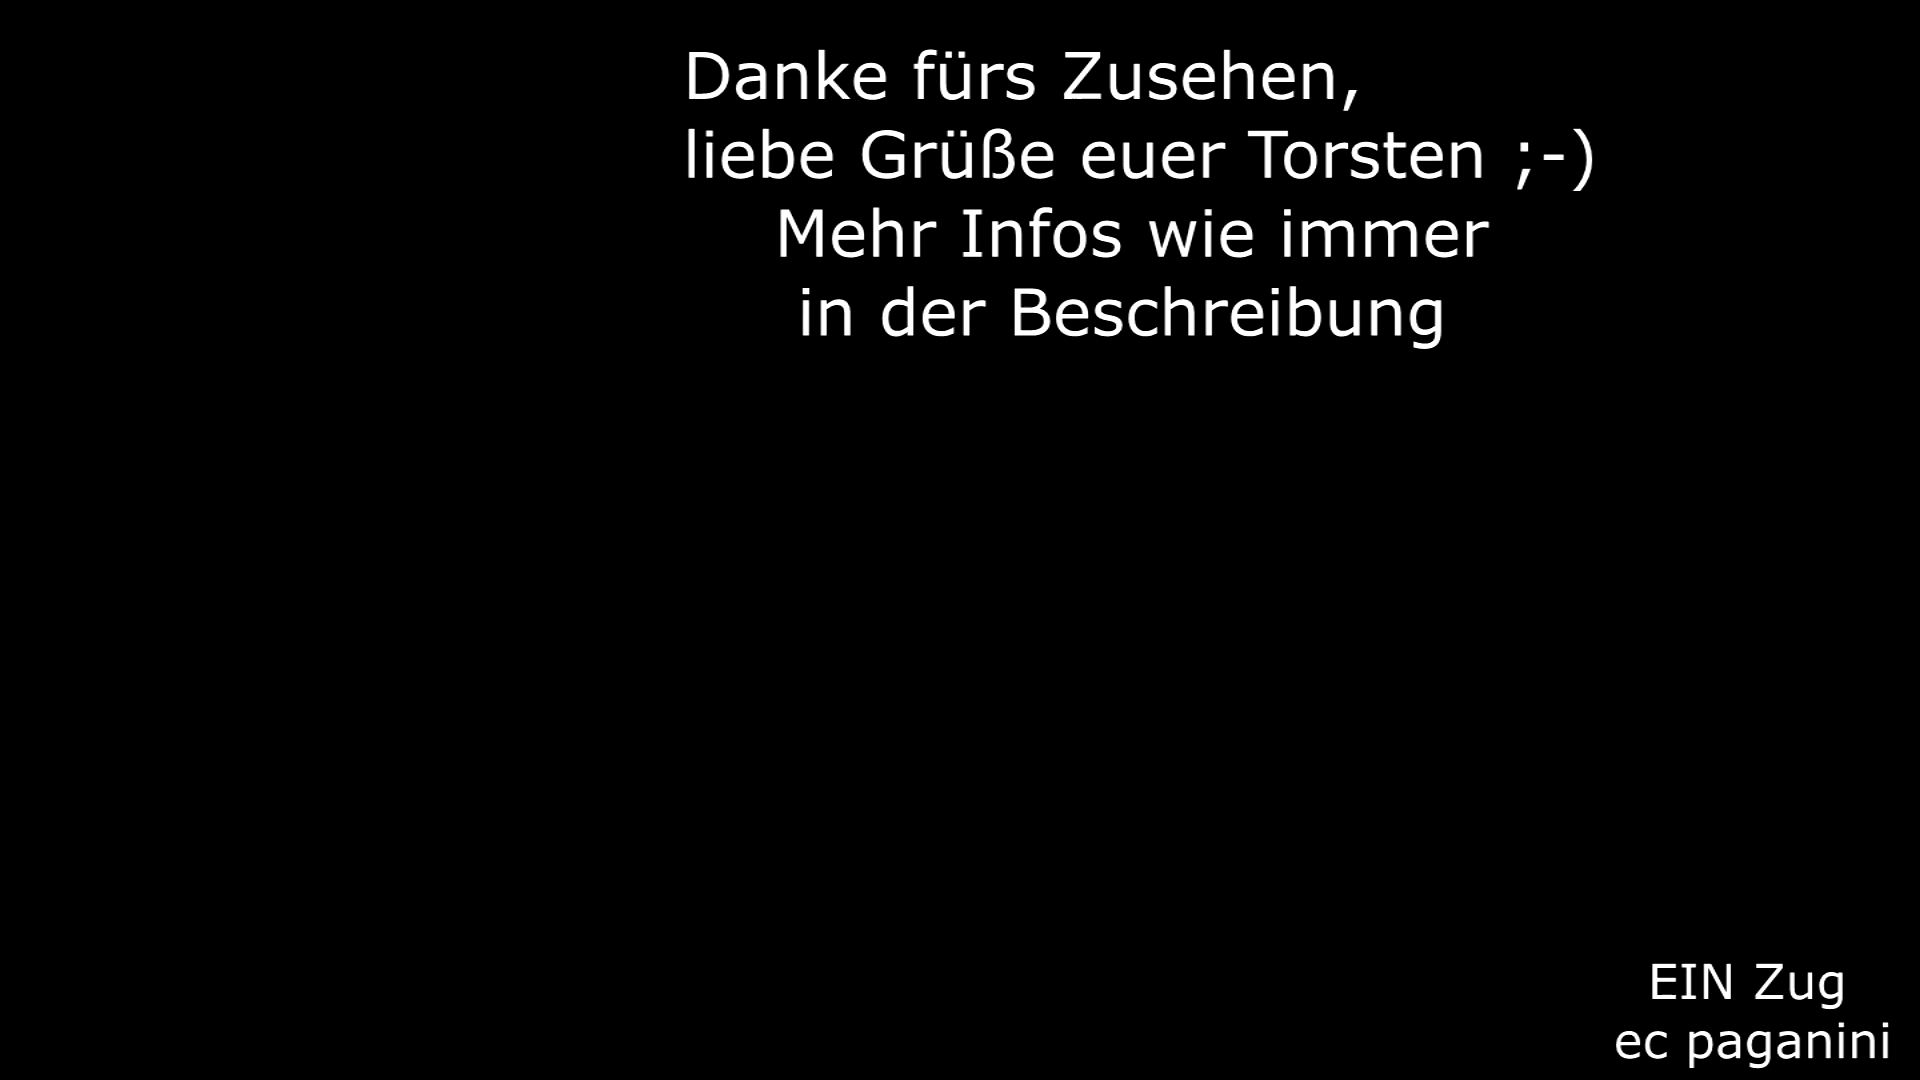 Danke fürs Zusehen,
liebe Grüße euer Torsten ;-)
Mehr Infos wie immer
in der Beschreibung
EIN Zug
ec paganini